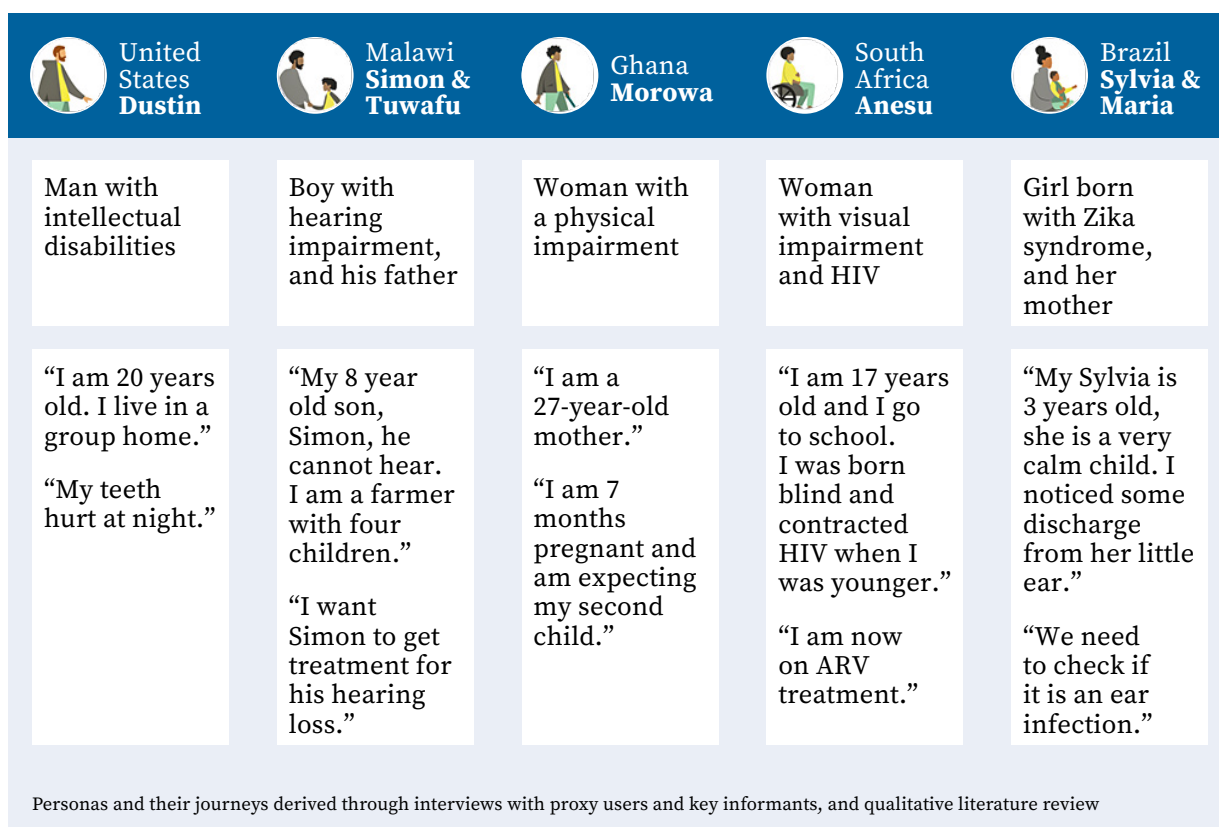 United
States
Dustin
Malawi
Simon &
Tuwafu
Ghana
Morowa
South
Africa
Anesu
Brazil
Sylvia &
Maria
Man with
intellectual
disabilities
Boy with
hearing
impairment,
and his father
Woman with
a physical
impairment
Woman
with visual
impairment
and HIV
Girl born
with Zika
syndrome,
and her
mother
“I am 20 years
old. I live in a
group home.”
“My teeth
hurt at night.”
“My 8 year
old son,
Simon, he
cannot hear.
I am a farmer
with four
children.”
“I want
Simon to get
treatment for
his hearing
loss.”
“I am a
27-year-old
mother.”
“I am 7
months
pregnant and
am expecting
my second
child.”
“I am 17 years
old and I go
to school.
I was born
blind and
contracted
HIV when I
was younger.”
“I am now
on ARV
treatment.”
“My Sylvia is
3 years old,
she is a very
calm child. I
noticed some
discharge
from her little
ear.”
“We need
to check if
it is an ear
infection.”
Personas and their journeys derived through interviews with proxy users and key informants, and qualitative literature review